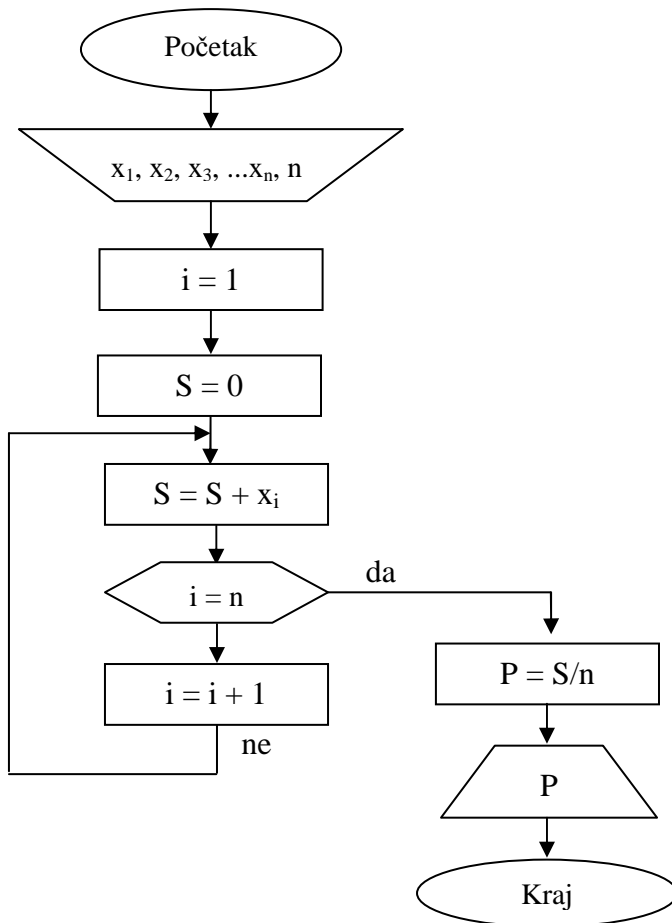 Početak
x₁, x₂, x₃, ...xₙ, n
i = 1
S = 0
S = S + xᵢ
i = n
da
i = i + 1
ne
P = S/n
P
Kraj